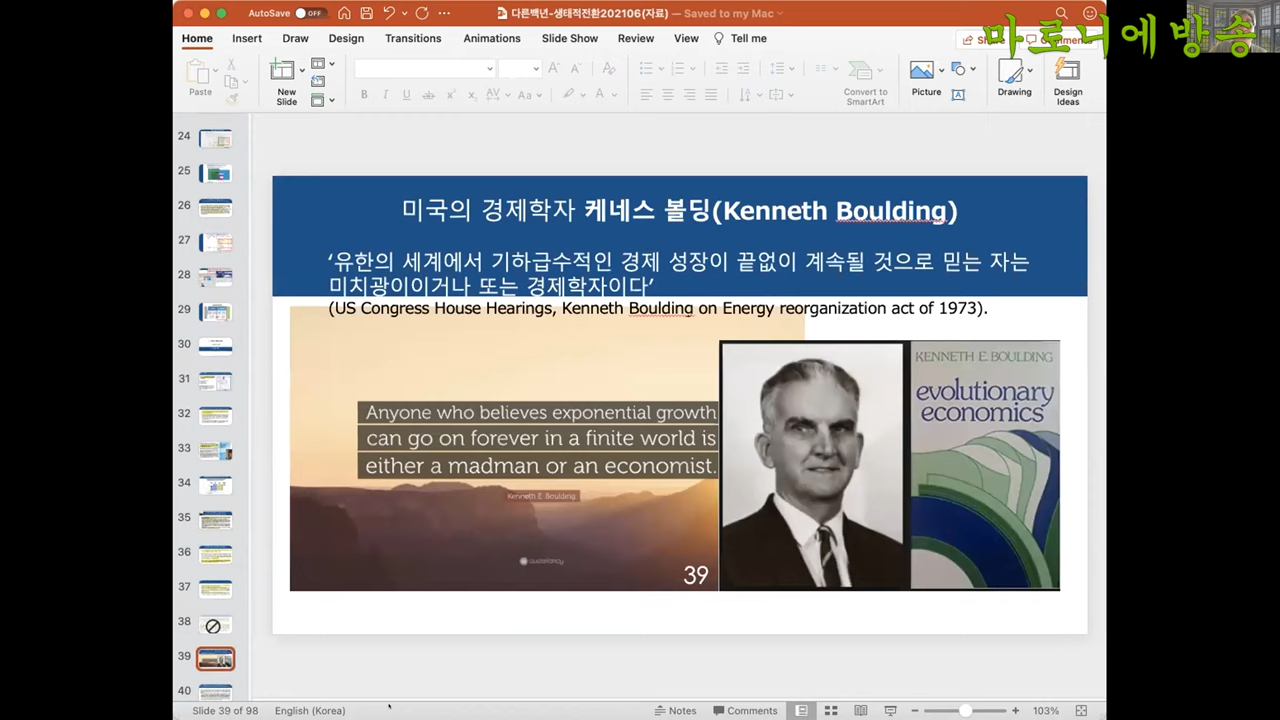 AutoSave OFF
다른백년-생태적전환202106(자료) — Saved to my Mac
마로니에방송
Home Insert Draw Design Transitions Animations Slide Show Review View Tell me
Share Comments
Paste
New
Slide
Convert to
SmartArt
Picture
Drawing
Design
Ideas
24
25
26
27
28
29
30
31
32
33
34
35
36
37
38
39
40
미국의 경제학자 케네스 볼딩(Kenneth Boulding)
‘유한의 세계에서 기하급수적인 경제 성장이 끝없이 계속될 것으로 믿는 자는
미치광이이거나 또는 경제학자이다’
(US Congress House Hearings, Kenneth Boulding on Energy reorganization act of 1973).
Anyone who believes exponential growth
can go on forever in a finite world is
either a madman or an economist.
Kenneth E. Boulding
quotefancy
39
KENNETH E. BOULDING
evolutionary
economics
Slide 39 of 98 English (Korea) Notes Comments 103%